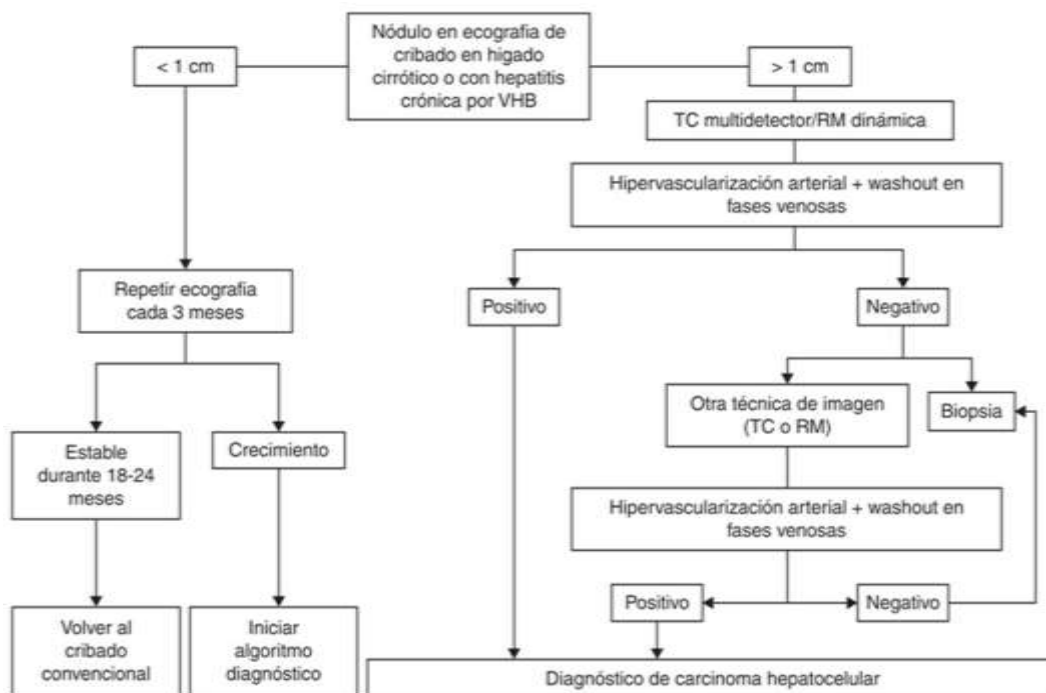 Nódulo en ecografía de
cribado en hígado
cirrótico o con hepatitis
crónica por VHB
< 1 cm
> 1 cm
TC multidetector/RM dinámica
Hipervascularización arterial + washout en
fases venosas
Repetir ecografía
cada 3 meses
Positivo
Negativo
Otra técnica de imagen
(TC o RM)
Biopsia
Estable
durante 18-24
meses
Crecimiento
Hipervascularización arterial + washout en
fases venosas
Positivo
Negativo
Volver al
cribado
convencional
Iniciar
algoritmo
diagnóstico
Diagnóstico de carcinoma hepatocelular